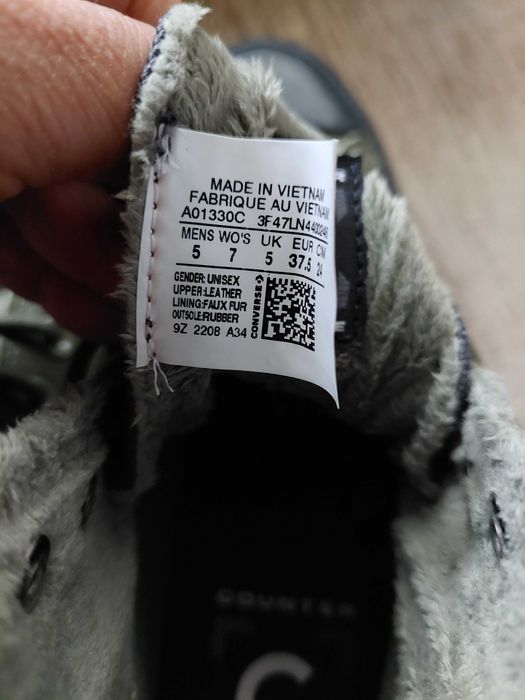 MADE IN VIETNAM
FABRIQUE AU VIETNAM
A01330C
MENS WO'S UK EUR CM
5 7 5 37.5 24
GENDER: UNISEX
UPPER:LEATHER
LINING:FAUX FUR
OUTSOLE:RUBBER
9Z 2208 A34
CONVERSE
COUNTER
C